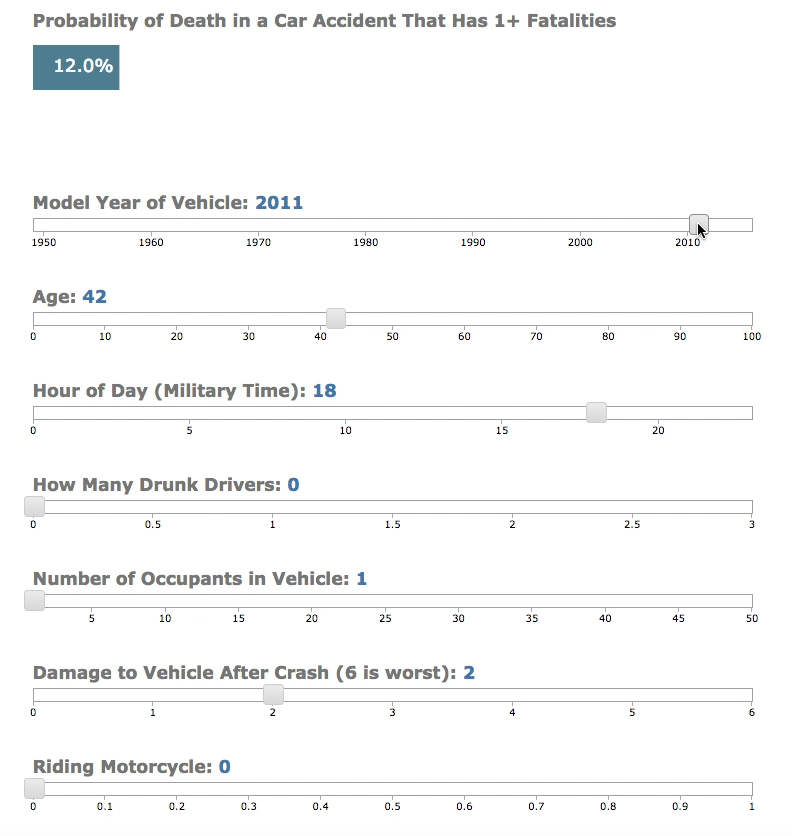 Probability of Death in a Car Accident That Has 1+ Fatalities
12.0%
Model Year of Vehicle: 2011
1950 1960 1970 1980 1990 2000 2010
Age: 42
0 10 20 30 40 50 60 70 80 90 100
Hour of Day (Military Time): 18
0 5 10 15 20
How Many Drunk Drivers: 0
0 0.5 1 1.5 2 2.5 3
Number of Occupants in Vehicle: 1
5 10 15 20 25 30 35 40 45 50
Damage to Vehicle After Crash (6 is worst): 2
0 1 2 3 4 5 6
Riding Motorcycle: 0
0 0.1 0.2 0.3 0.4 0.5 0.6 0.7 0.8 0.9 1